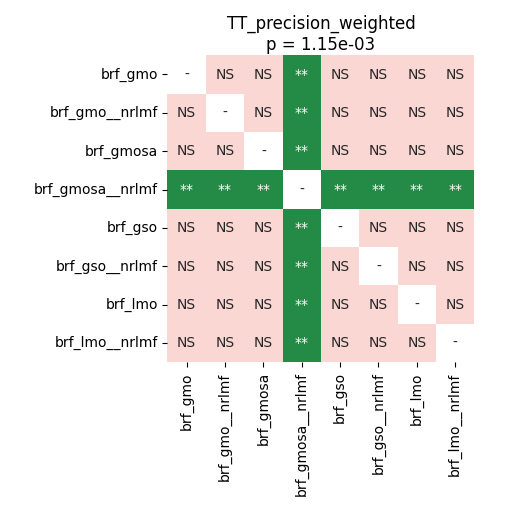 TT_precision_weighted
p = 1.15e-03
brf_gmo - NS NS ** NS NS NS NS
brf_gmo__nrlmf NS - NS ** NS NS NS NS
brf_gmosa NS NS - ** NS NS NS NS
brf_gmosa__nrlmf ** ** ** - ** ** ** **
brf_gso NS NS NS ** - NS NS NS
brf_gso__nrlmf NS NS NS ** NS - NS NS
brf_lmo NS NS NS ** NS NS - NS
brf_lmo__nrlmf NS NS NS ** NS NS NS -
brf_gmo
brf_gmo__nrlmf
brf_gmosa
brf_gmosa__nrlmf
brf_gso
brf_gso__nrlmf
brf_lmo
brf_lmo__nrlmf